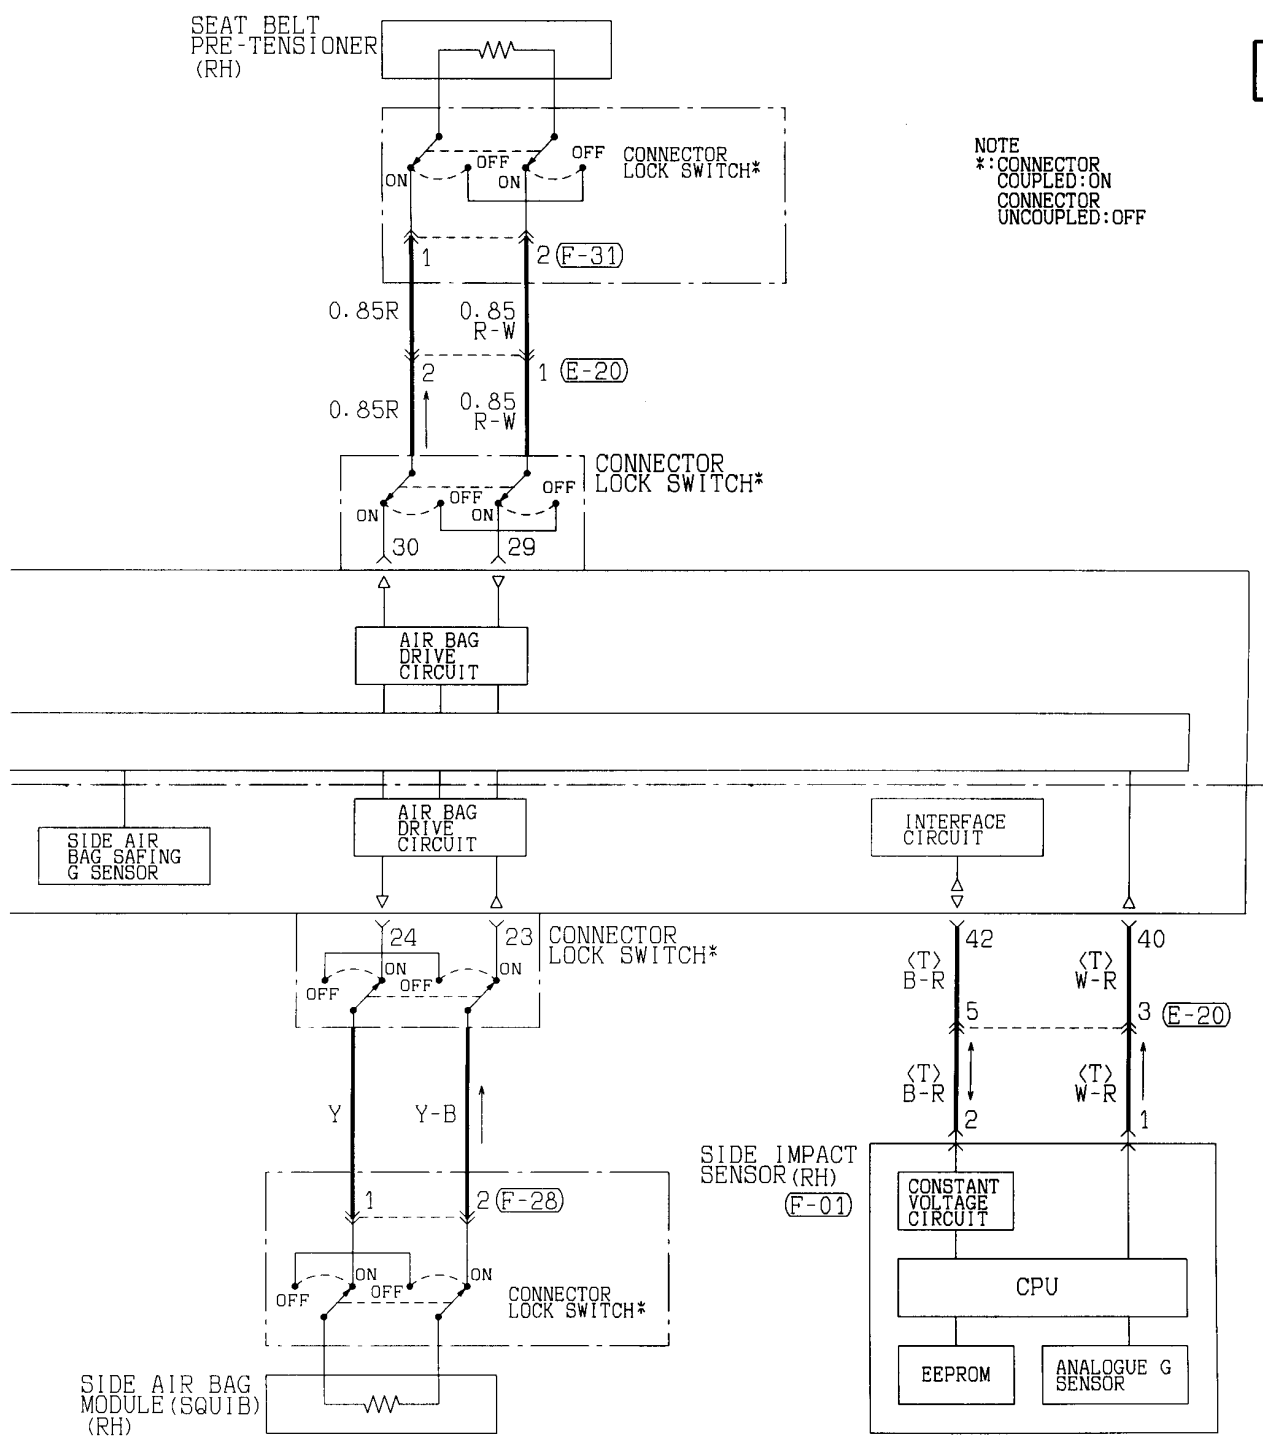 SEAT BELT
PRE-TENSIONER
(RH)
NOTE
*:CONNECTOR
COUPLED:ON
CONNECTOR
UNCOUPLED:OFF
ON
OFF
ON
OFF
CONNECTOR
LOCK SWITCH*
1
2
F-31
0.85R
0.85
R-W
2
1
E-20
0.85R
0.85
R-W
CONNECTOR
LOCK SWITCH*
ON
OFF
ON
OFF
30
29
AIR BAG
DRIVE
CIRCUIT
SIDE AIR
BAG SAFING
G SENSOR
AIR BAG
DRIVE
CIRCUIT
INTERFACE
CIRCUIT
24
23
CONNECTOR
LOCK SWITCH*
OFF
ON
OFF
ON
42
40
<T>
B-R
<T>
W-R
5
3
E-20
<T>
B-R
<T>
W-R
2
1
Y
Y-B
1
2
F-28
OFF
ON
OFF
ON
CONNECTOR
LOCK SWITCH*
SIDE AIR BAG
MODULE(SQUIB)
(RH)
SIDE IMPACT
SENSOR(RH)
F-01
CONSTANT
VOLTAGE
CIRCUIT
CPU
EEPROM
ANALOGUE G
SENSOR